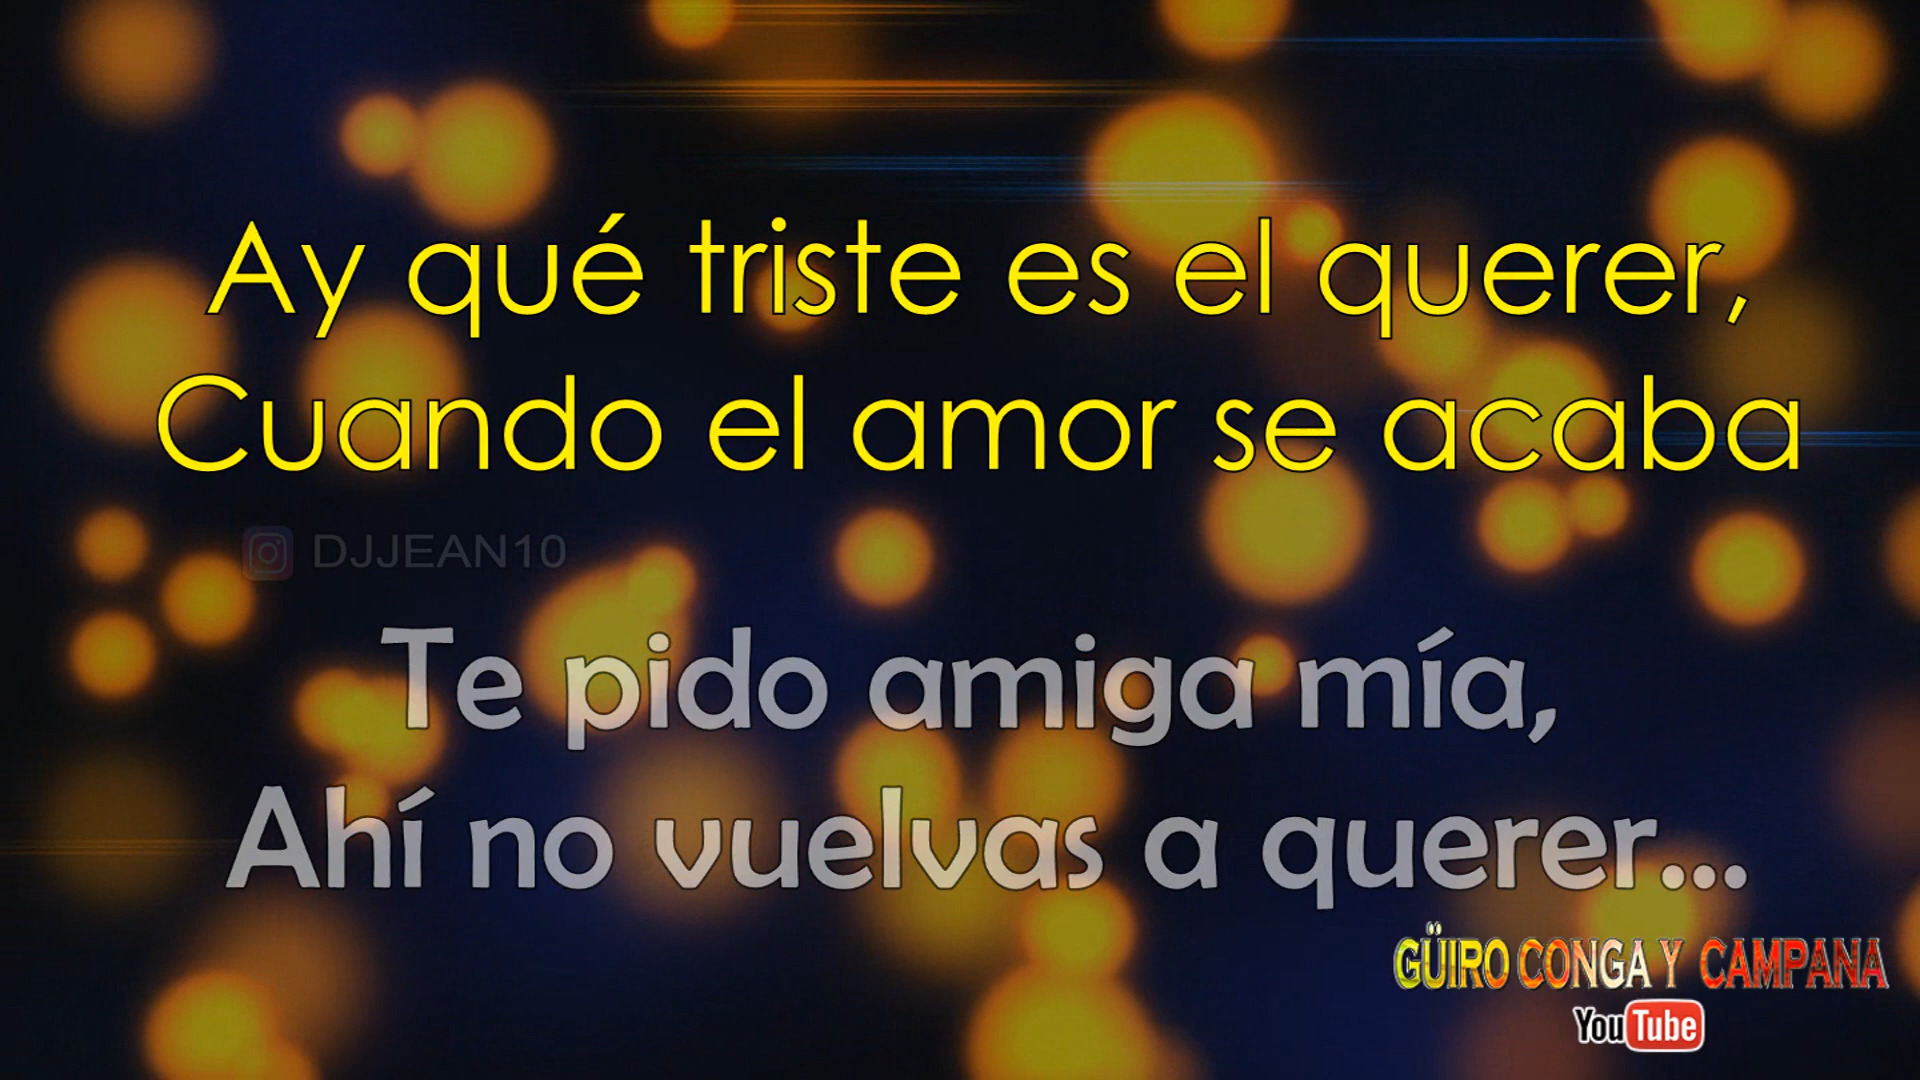 Ay qué triste es el querer,
Cuando el amor se acaba
DJJEAN10
Te pido amiga mía,
Ahí no vuelvas a querer...
GÜIRO CONGA Y CAMPANA
YouTube